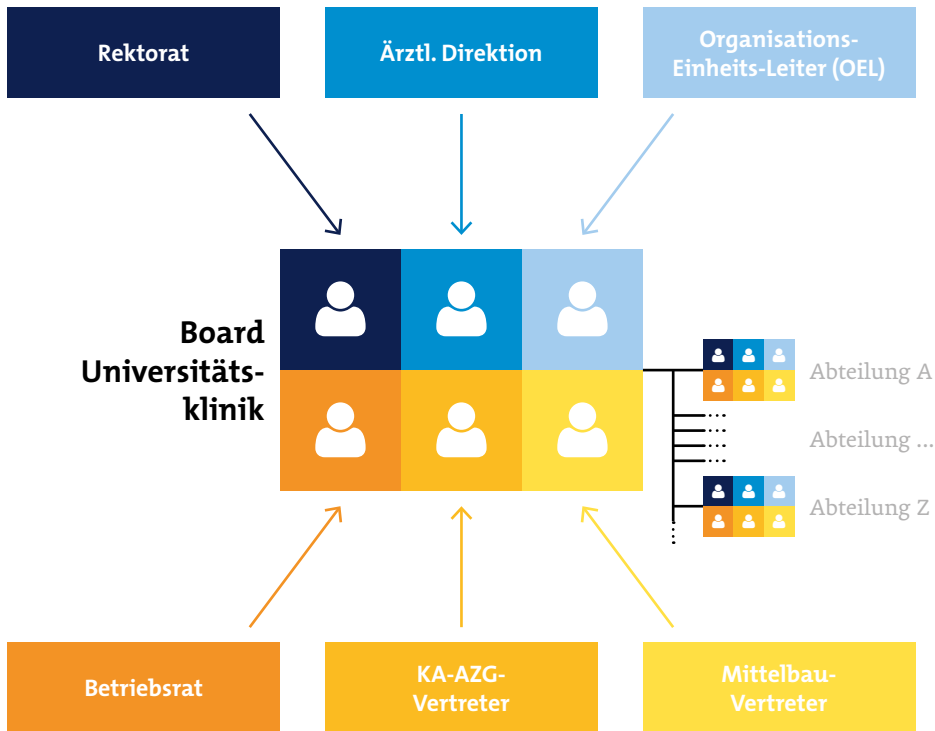 Rektorat
Ärztl. Direktion
Organisations-
Einheits-Leiter (OEL)
Board
Universitäts-
klinik
Abteilung A
Abteilung ...
Abteilung Z
Betriebsrat
KA-AZG-
Vertreter
Mittelbau-
Vertreter